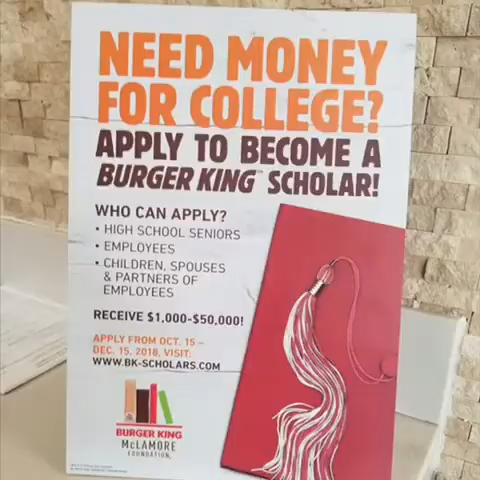 NEED MONEY
FOR COLLEGE?
APPLY TO BECOME A
BURGER KING™ SCHOLAR!
WHO CAN APPLY?
• HIGH SCHOOL SENIORS
• EMPLOYEES
• CHILDREN, SPOUSES
& PARTNERS OF
EMPLOYEES
RECEIVE $1,000-$50,000!
APPLY FROM OCT. 15 –
DEC. 15, 2018, VISIT:
WWW.BK-SCHOLARS.COM
BURGER KING
McLAMORE
FOUNDATION